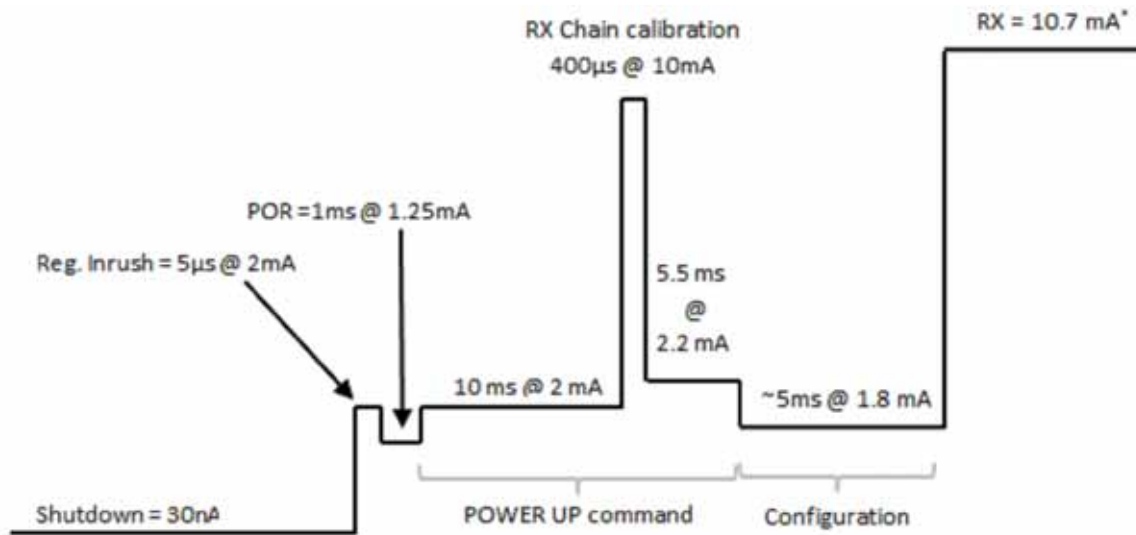 RX = 10.7 mA*
RX Chain calibration
400µs @ 10mA
POR =1ms @ 1.25mA
Reg. Inrush = 5µs @ 2mA
5.5 ms
@
2.2 mA
10 ms @ 2 mA
~5ms @ 1.8 mA
Shutdown = 30nA
POWER UP command
Configuration